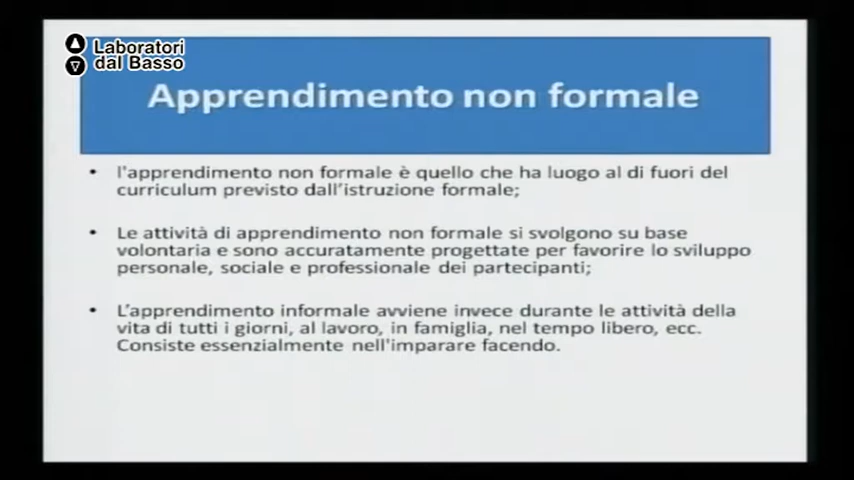 Laboratori
dal Basso
Apprendimento non formale
• l'apprendimento non formale è quello che ha luogo al di fuori del
curriculum previsto dall'istruzione formale;
• Le attività di apprendimento non formale si svolgono su base
volontaria e sono accuratamente progettate per favorire lo sviluppo
personale, sociale e professionale dei partecipanti;
• L'apprendimento informale avviene invece durante le attività della
vita di tutti i giorni, al lavoro, in famiglia, nel tempo libero, ecc.
Consiste essenzialmente nell'imparare facendo.